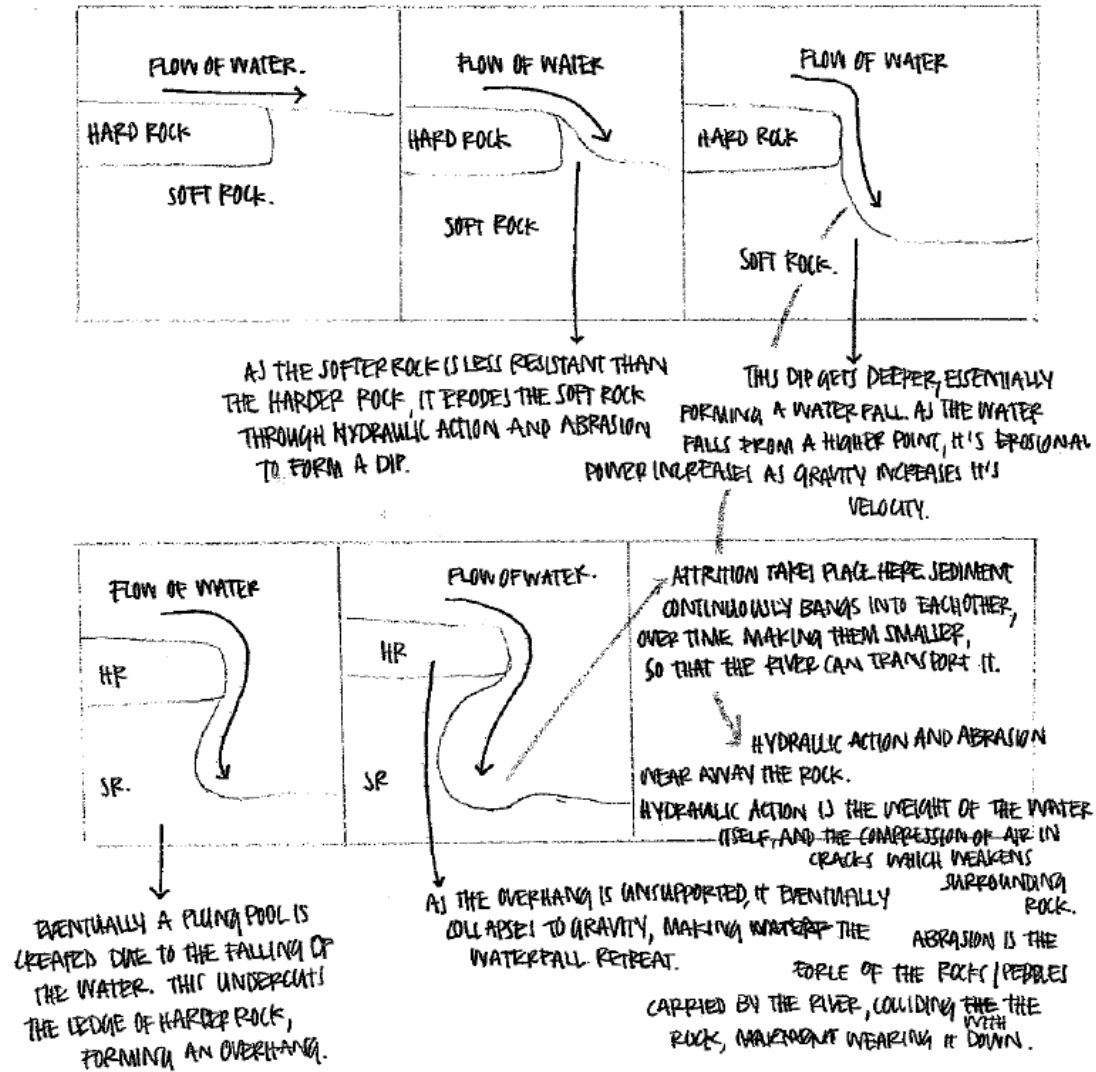 FLOW OF WATER.
HARD ROCK
SOFT ROCK.
FLOW OF WATER
HARD ROCK
SOFT ROCK
FLOW OF WATER
HARD ROCK
SOFT ROCK.
AS THE SOFTER ROCK IS LESS RESISTANT THAN
THE HARDER ROCK, IT ERODES THE SOFT ROCK
THROUGH HYDRAULIC ACTION AND ABRASION
TO FORM A DIP.
THIS DIP GETS DEEPER, ESSENTIALLY
FORMING A WATERFALL. AS THE WATER
FALLS FROM A HIGHER POINT, IT'S EROSIONAL
POWER INCREASES AS GRAVITY INCREASES IT'S
VELOCITY.
FLOW OF WATER
HR
SR.
FLOW OF WATER.
HR
SR
ATTRITION TAKES PLACE HERE. SEDIMENT
CONTINUOUSLY BANGS INTO EACHOTHER,
OVER TIME MAKING THEM SMALLER,
SO THAT THE RIVER CAN TRANSPORT IT.
HYDRALLIC ACTION AND ABRASION
WEAR AWAY THE ROCK.
HYDRAULIC ACTION IS THE WEIGHT OF THE WATER
ITSELF, AND THE COMPRESSION OF AIR IN
CRACKS WHICH WEAKENS
SURROUNDING
ROCK.
ABRASION IS THE
FORCE OF THE ROCKS/PEBBLES
CARRIED BY THE RIVER, COLLIDING THE WITH THE
ROCK, WEARING IT DOWN.
EVENTUALLY A PLUNG POOL IS
CREATED DUE TO THE FALLING OF
THE WATER. THIS UNDERCUTS
THE LEDGE OF HARDER ROCK,
FORMING AN OVERHANG.
AS THE OVERHANG IS UNSUPPORTED, IT EVENTUALLY
COLLAPSES TO GRAVITY, MAKING WATERF THE
WATERFALL RETREAT.